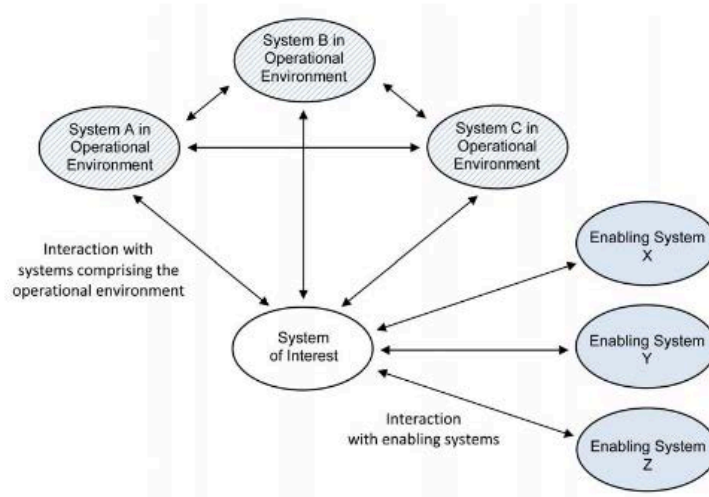 System B in
Operational
Environment
System A in
Operational
Environment
System C in
Operational
Environment
Interaction with
systems comprising the
operational environment
Enabling System
X
System
of Interest
Enabling System
Y
Interaction
with enabling systems
Enabling System
Z